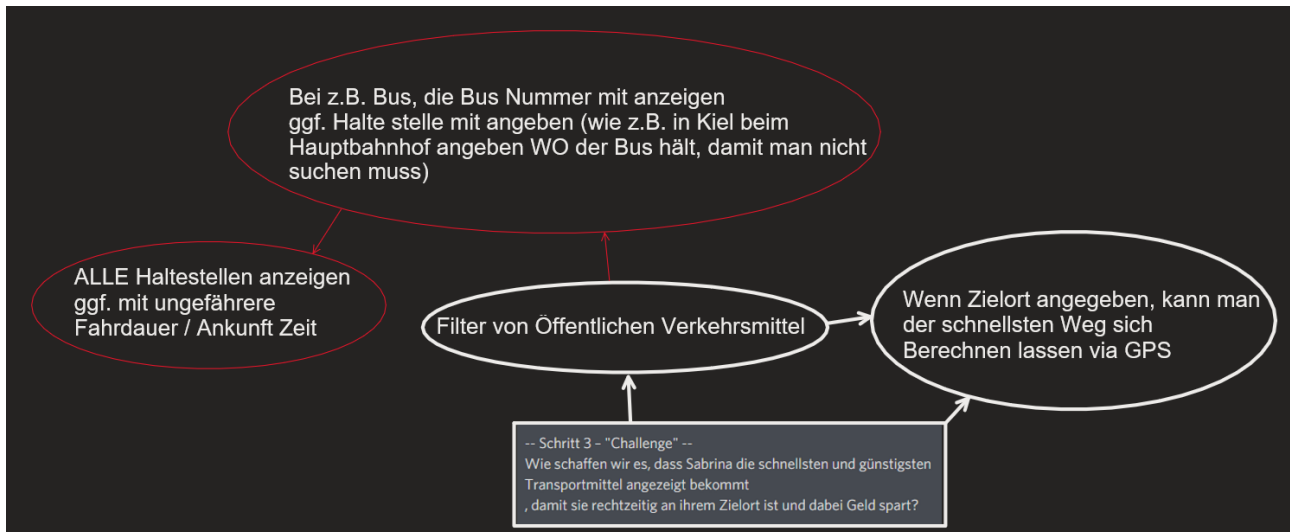 Bei z.B. Bus, die Bus Nummer mit anzeigen
ggf. Halte stelle mit angeben (wie z.B. in Kiel beim
Hauptbahnhof angeben WO der Bus hält, damit man nicht
suchen muss)
ALLE Haltestellen anzeigen
ggf. mit ungefährere
Fahrdauer / Ankunft Zeit
Filter von Öffentlichen Verkehrsmittel
Wenn Zielort angegeben, kann man
der schnellsten Weg sich
Berechnen lassen via GPS
-- Schritt 3 – "Challenge" --
Wie schaffen wir es, dass Sabrina die schnellsten und günstigsten
Transportmittel angezeigt bekommt
, damit sie rechtzeitig an ihrem Zielort ist und dabei Geld spart?